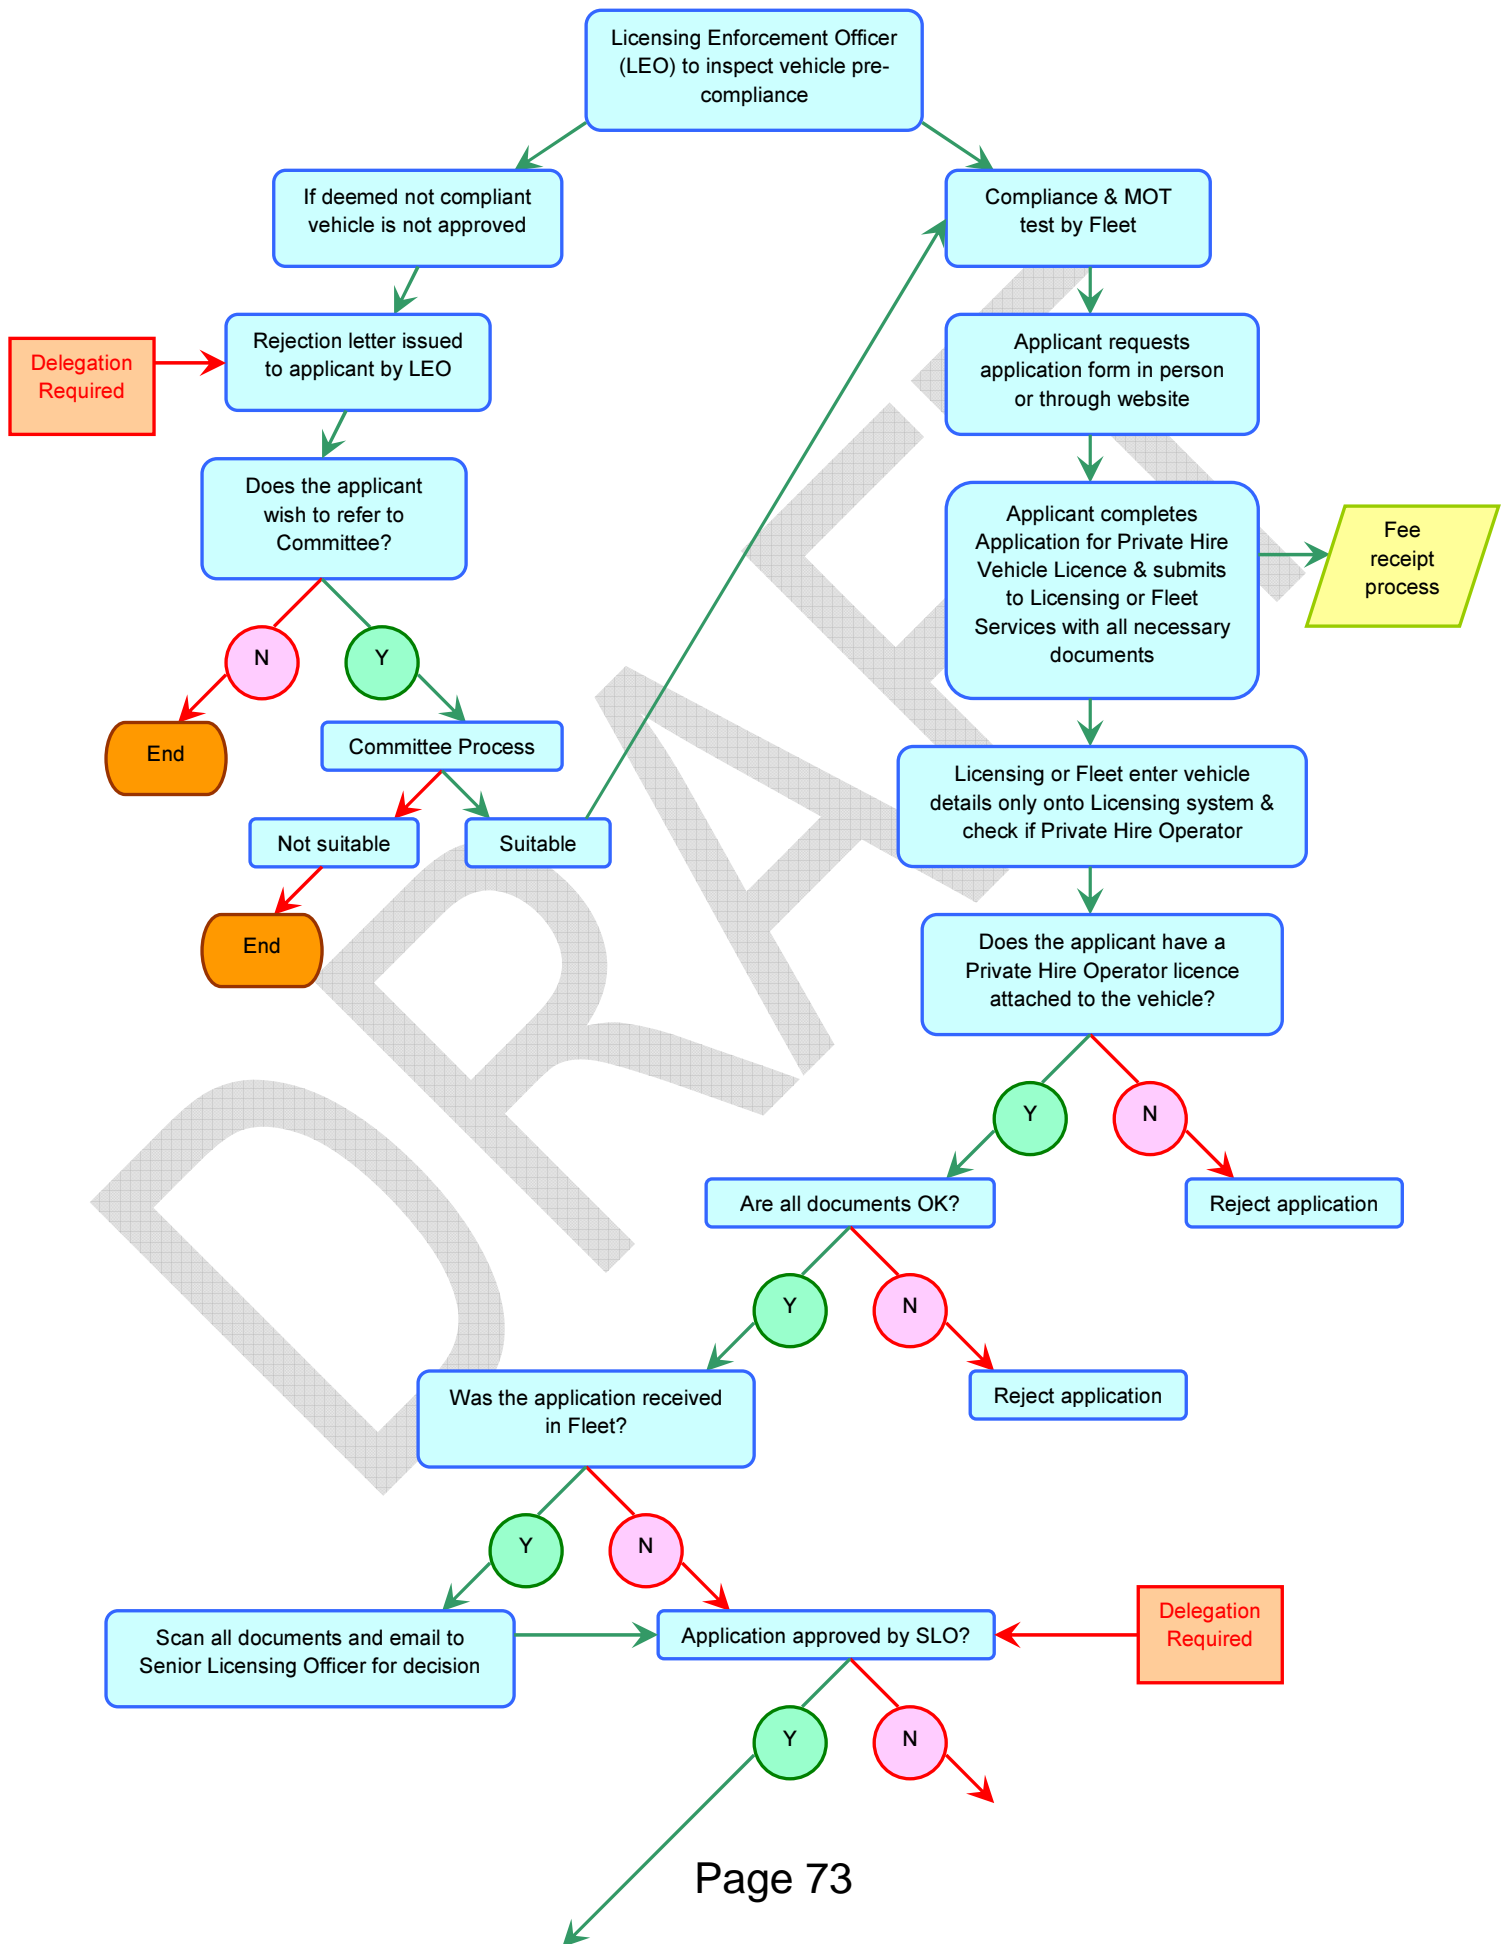 Licensing Enforcement Officer
(LEO) to inspect vehicle pre-
compliance
If deemed not compliant
vehicle is not approved
Compliance & MOT
test by Fleet
Delegation
Required
Rejection letter issued
to applicant by LEO
Applicant requests
application form in person
or through website
Does the applicant
wish to refer to
Committee?
Applicant completes
Application for Private Hire
Vehicle Licence & submits
to Licensing or Fleet
Services with all necessary
documents
Fee
receipt
process
N
Y
End
Committee Process
Licensing or Fleet enter vehicle
details only onto Licensing system &
check if Private Hire Operator
Not suitable
Suitable
End
Does the applicant have a
Private Hire Operator licence
attached to the vehicle?
Y
N
Are all documents OK?
Reject application
Y
N
Was the application received
in Fleet?
Reject application
Y
N
Scan all documents and email to
Senior Licensing Officer for decision
Application approved by SLO?
Delegation
Required
Y
N
Page 73
DRAFT